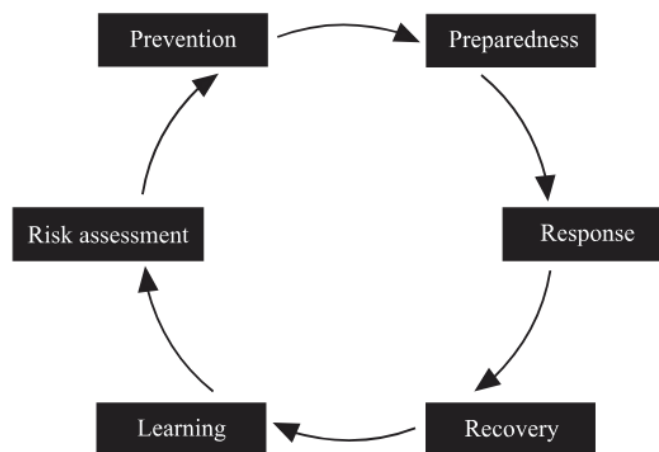 Prevention
Preparedness
Risk assessment
Response
Learning
Recovery